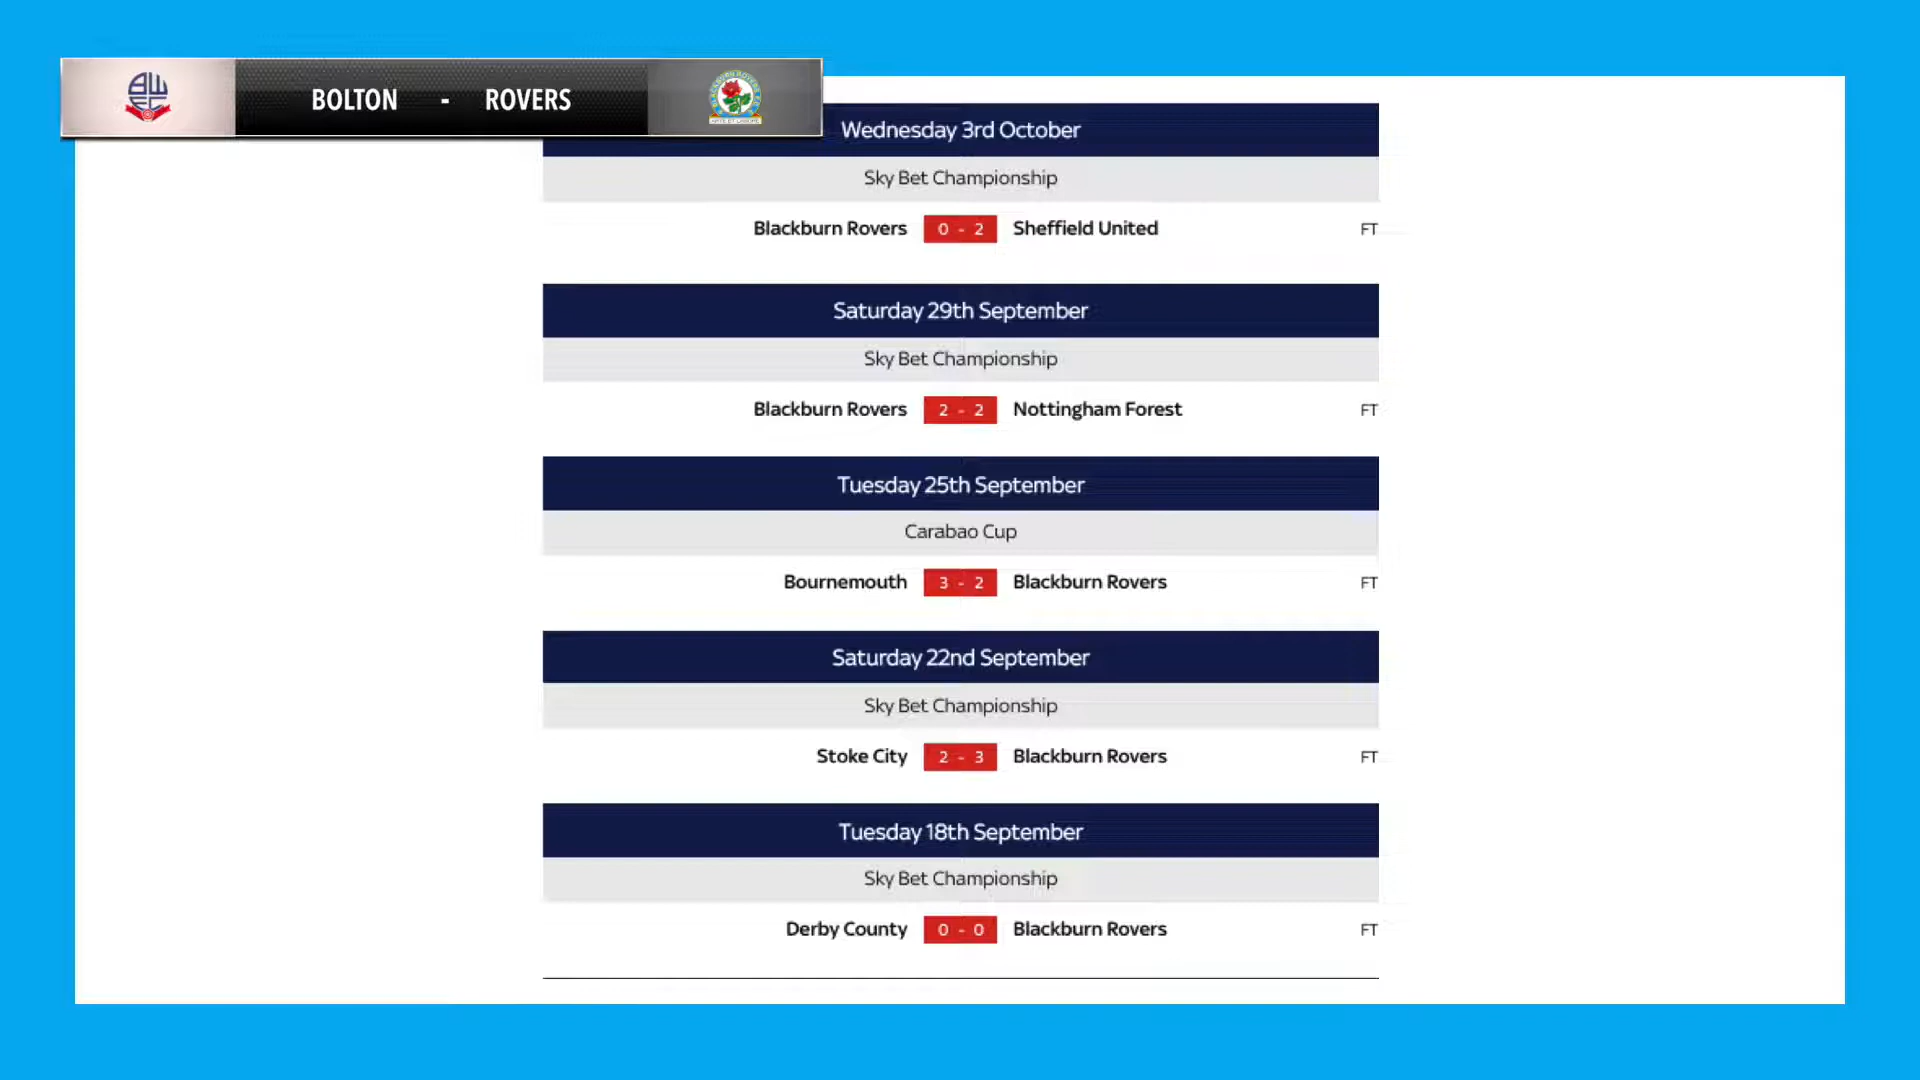 BOLTON - ROVERS
Wednesday 3rd October
Sky Bet Championship
Blackburn Rovers 0 - 2 Sheffield United FT
Saturday 29th September
Sky Bet Championship
Blackburn Rovers 2 - 2 Nottingham Forest FT
Tuesday 25th September
Carabao Cup
Bournemouth 3 - 2 Blackburn Rovers FT
Saturday 22nd September
Sky Bet Championship
Stoke City 2 - 3 Blackburn Rovers FT
Tuesday 18th September
Sky Bet Championship
Derby County 0 - 0 Blackburn Rovers FT